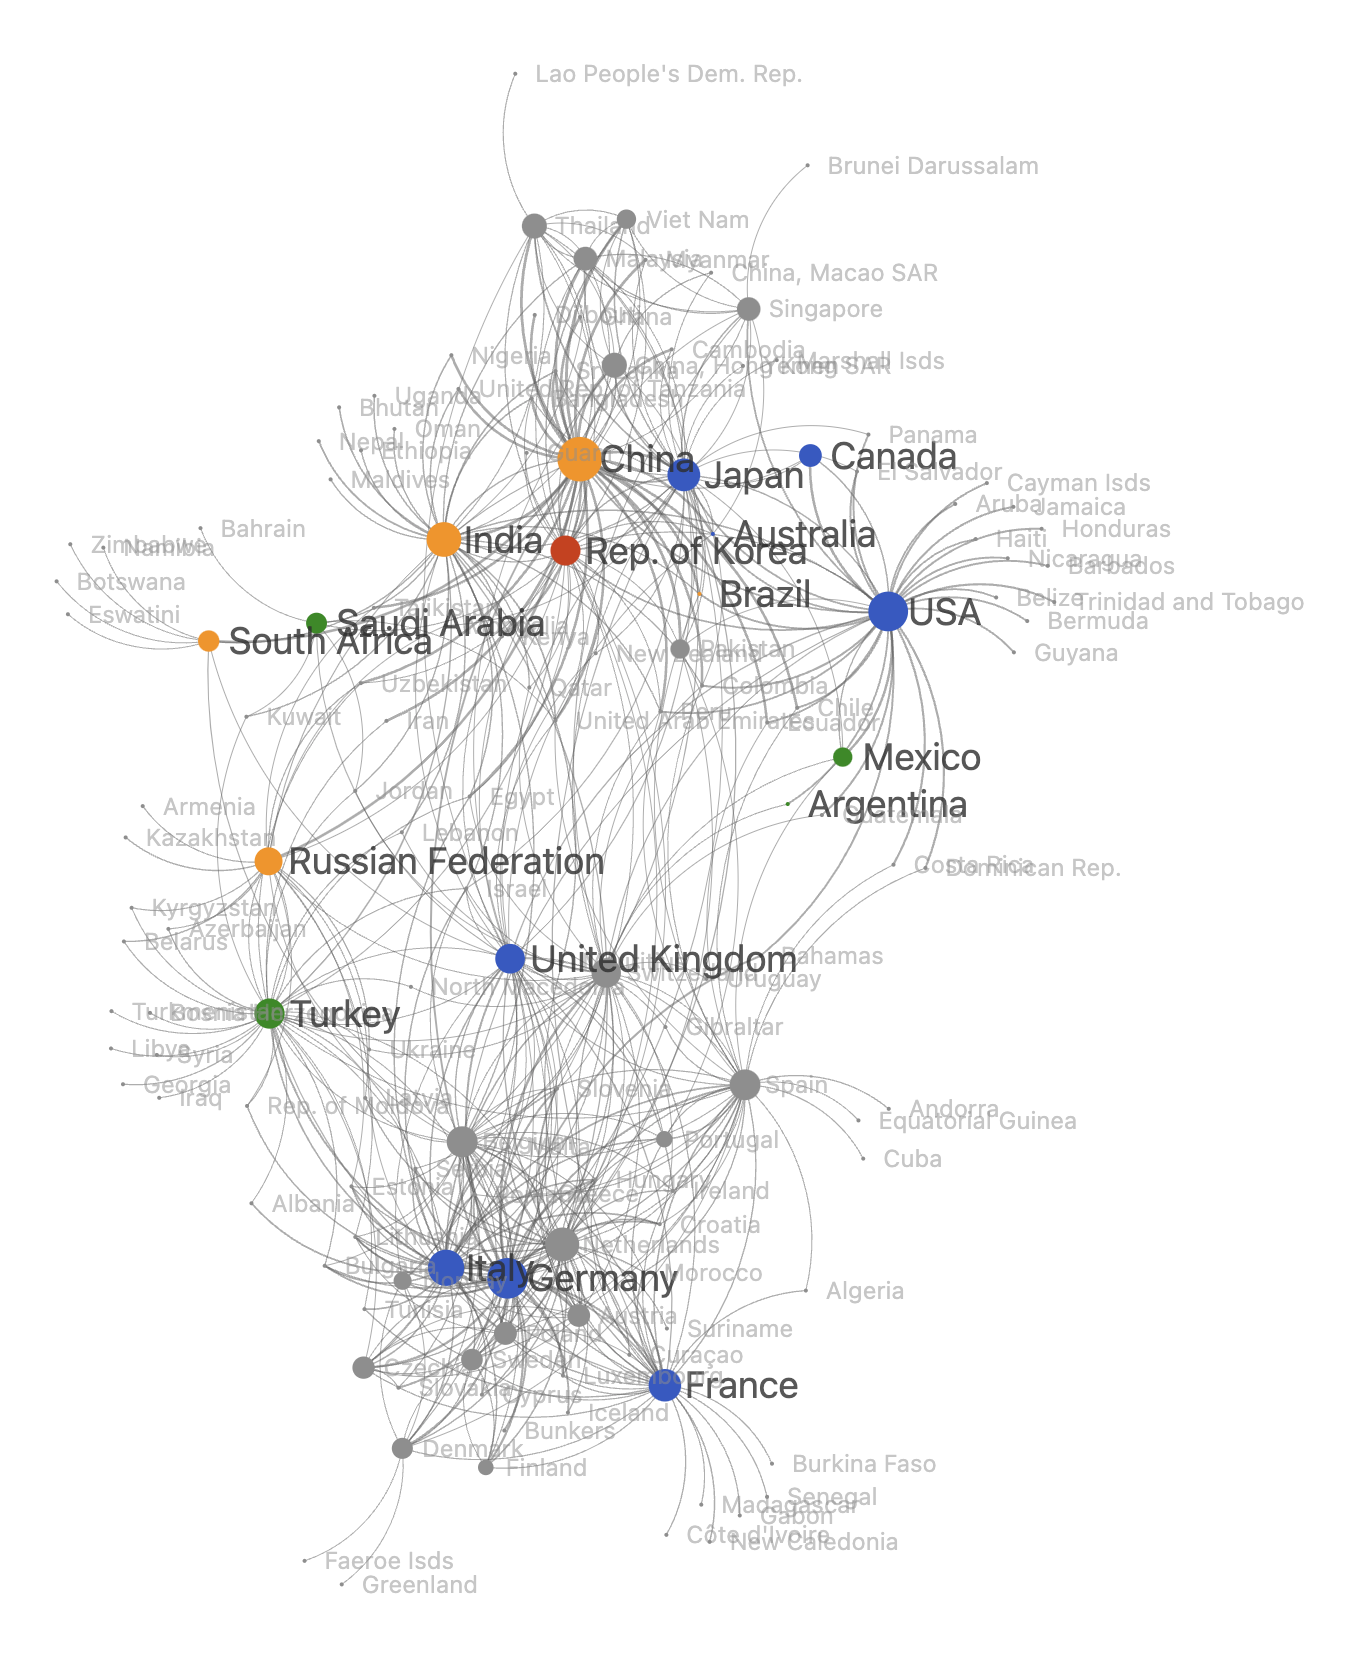 Lao People's Dem. Rep.
Brunei Darussalam
Thailand
Viet Nam
Malaysia
Myanmar
China, Macao SAR
Singapore
Djibouti
Ghana
Cambodia
Nigeria
Sri Lanka
China, Hong Kong SAR
Yemen
Marshall Isds
Uganda
United Rep. of Tanzania
Bangladesh
Bhutan
Oman
Nepal
Ethiopia
Maldives
China
Japan
Canada
Panama
El Salvador
Cayman Isds
Aruba
Jamaica
Honduras
Haiti
Nicaragua
Barbados
Belize
Trinidad and Tobago
Bermuda
Guyana
Bahrain
Zimbabwe
Namibia
Botswana
Eswatini
India
Rep. of Korea
Australia
Brazil
USA
Saudi Arabia
South Africa
Kenya
New Zealand
Pakistan
Uzbekistan
Qatar
Colombia
Kuwait
Iran
United Arab Emirates
Peru
Chile
Ecuador
Mexico
Argentina
Guatemala
Jordan
Egypt
Armenia
Kazakhstan
Lebanon
Russian Federation
Costa Rica
Dominican Rep.
Israel
Kyrgyzstan
Azerbaijan
Belarus
United Kingdom
Switzerland
Bahamas
Uruguay
North Macedonia
Turkey
Turkmenistan
Gibraltar
Libya
Syria
Ukraine
Georgia
Iraq
Rep. of Moldova
Latvia
Slovenia
Spain
Andorra
Equatorial Guinea
Cuba
Belgium
Portugal
Serbia
Estonia
Hungary
Greece
Ireland
Albania
Croatia
Lithuania
Netherlands
Bulgaria
Italy
Germany
Norway
Morocco
Algeria
Tunisia
Austria
Suriname
Poland
Curaçao
Czechia
Sweden
Luxembourg
Slovakia
Cyprus
France
Iceland
Bunkers
Denmark
Finland
Burkina Faso
Senegal
Madagascar
Gabon
Côte d'Ivoire
New Caledonia
Faeroe Isds
Greenland